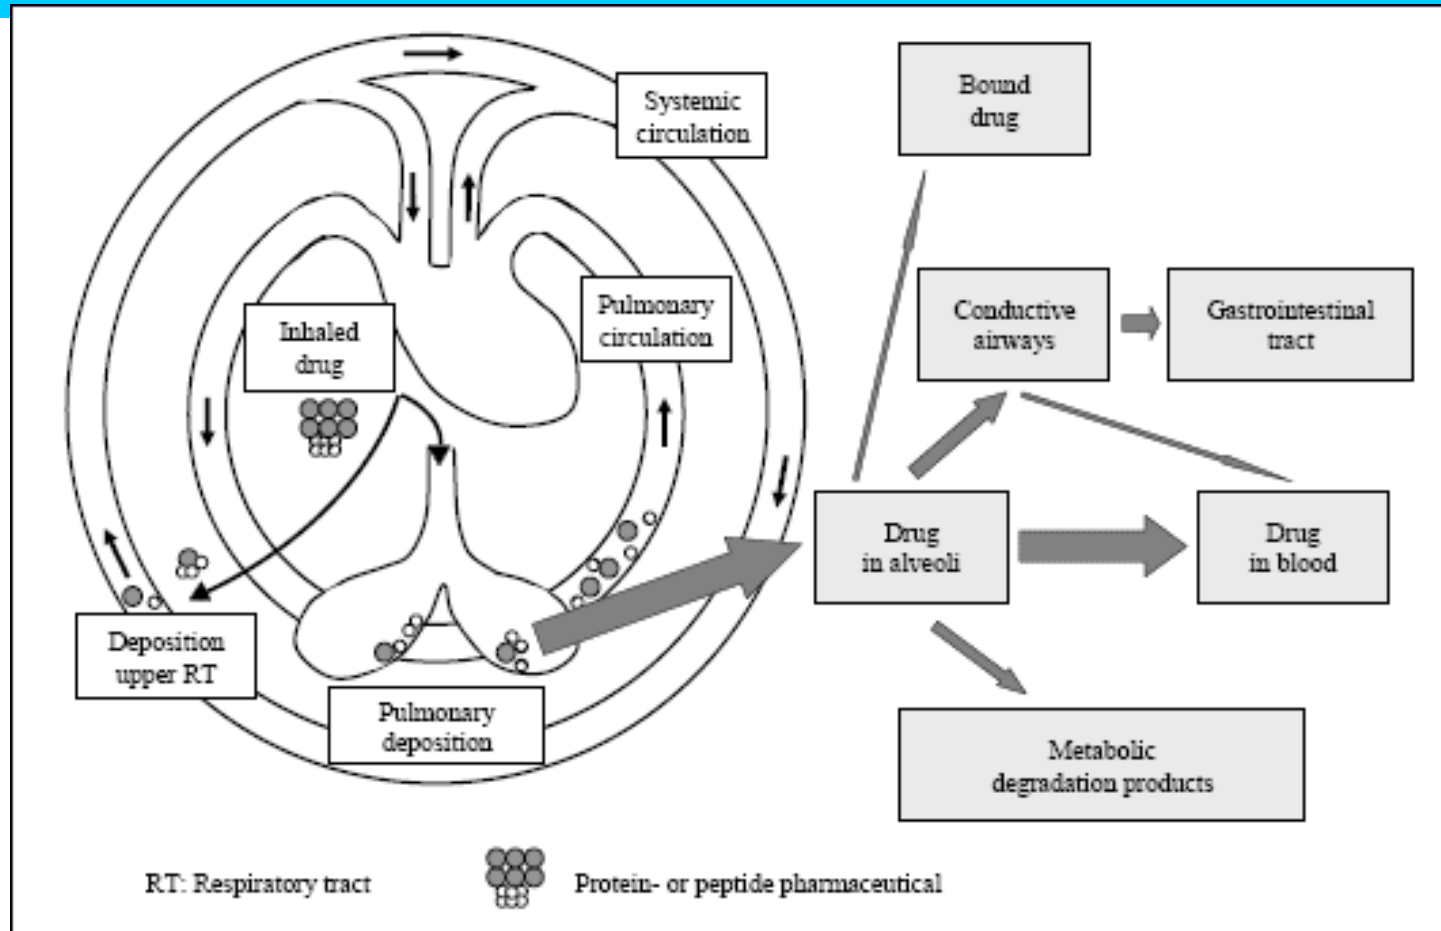 Systemic
circulation
Pulmonary
circulation
Inhaled
drug
Deposition
upper RT
Pulmonary
deposition
Bound
drug
Conductive
airways
Gastrointestinal
tract
Drug
in alveoli
Drug
in blood
Metabolic
degradation products
RT: Respiratory tract
Protein- or peptide pharmaceutical